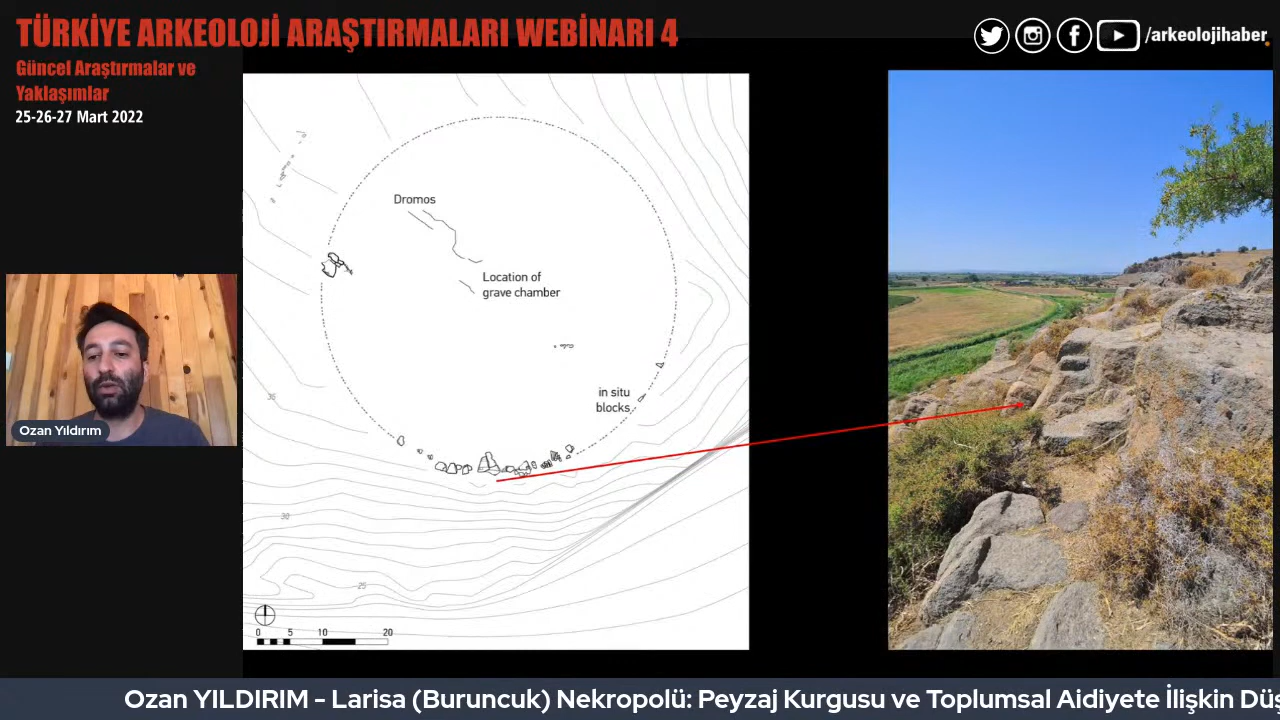 TÜRKİYE ARKEOLOJİ ARAŞTIRMALARI WEBİNARI 4
/arkeolojihaber.
Güncel Araştırmalar ve
Yaklaşımlar
25-26-27 Mart 2022
Dromos
Location of
grave chamber
in situ
blocks
35
30
25
0 5 10 20
Ozan Yıldırım
Ozan YILDIRIM - Larisa (Buruncuk) Nekropolü: Peyzaj Kurgusu ve Toplumsal Aidiyete İlişkin Düş